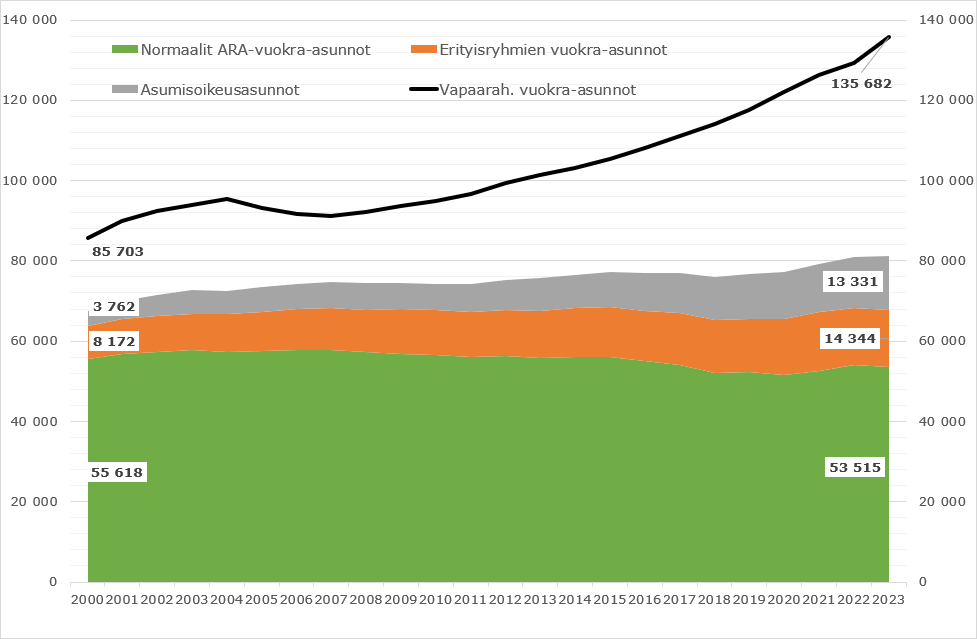 140 000 140 000
Normaalit ARA-vuokra-asunnot Erityisryhmien vuokra-asunnot
Asumisoikeusasunnot Vapaarah. vuokra-asunnot
135 682
120 000 120 000
100 000 100 000
85 703
80 000 80 000
13 331
3 762
8 172 14 344
60 000 60 000
40 000 40 000
55 618 53 515
20 000 20 000
0 0
2000 2001 2002 2003 2004 2005 2006 2007 2008 2009 2010 2011 2012 2013 2014 2015 2016 2017 2018 2019 2020 2021 2022 2023